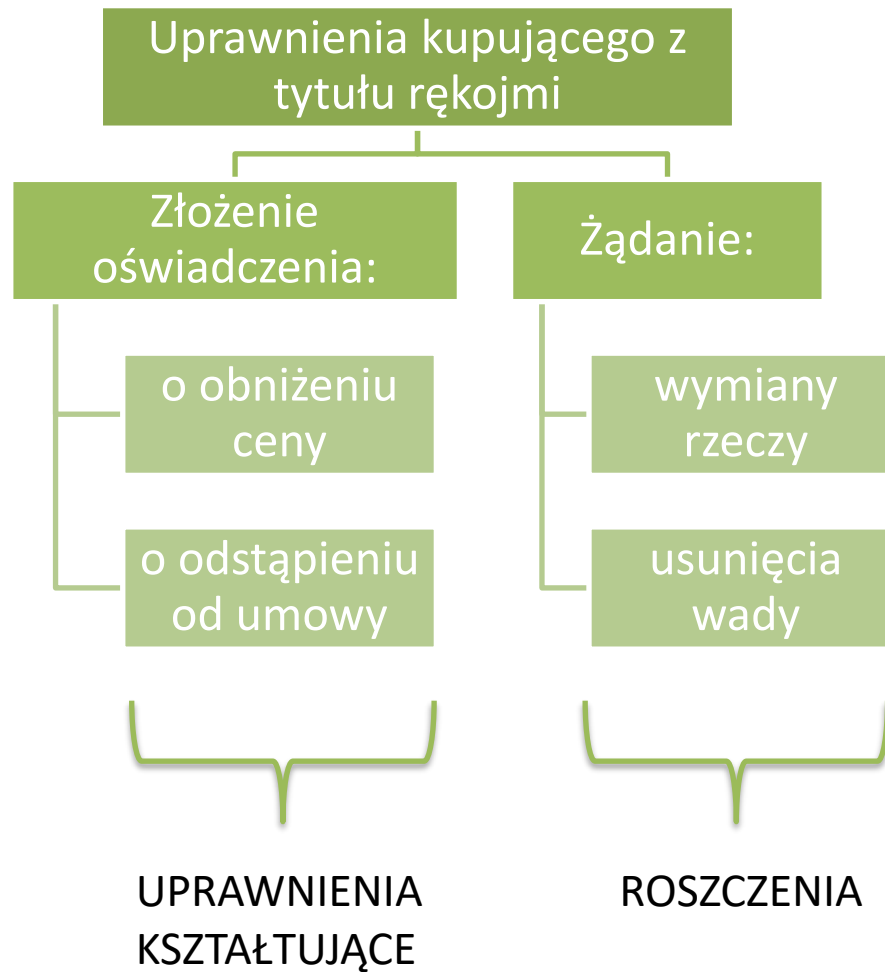 Uprawnienia kupującego z
tytułu rękojmi
Złożenie
oświadczenia:
o obniżeniu
ceny
o odstąpieniu
od umowy
Żądanie:
wymiany
rzeczy
usunięcia
wady
UPRAWNIENIA
KSZTAŁTUJĄCE
ROSZCZENIA